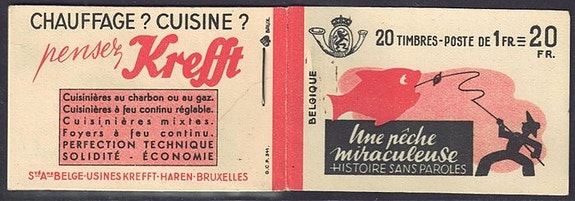 CHAUFFAGE? CUISINE?
pensez Krefft
Cuisinières au charbon ou au gaz.
Cuisinières à feu continu réglable.
Cuisinières mixtes.
Foyers à feu continu.
PERFECTION TECHNIQUE
SOLIDITÉ - ÉCONOMIE
Sté Ame BELGE-USINES KREFFT-HAREN-BRUXELLES
BRUX.
O.C.P. 241.
BELGIQUE
20 TIMBRES-POSTE DE 1 FR = 20 FR.
Une pêche
miraculeuse
HISTOIRE SANS PAROLES